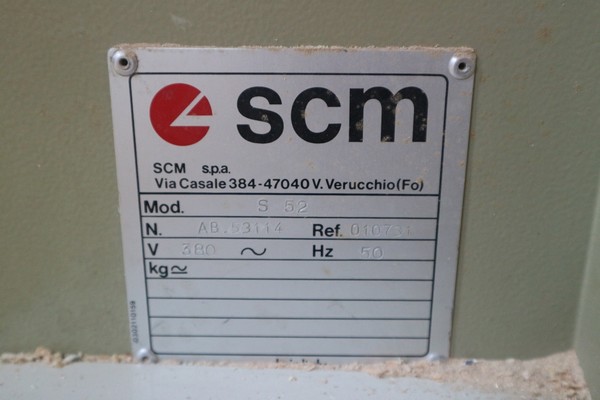 scm
SCM s.p.a.
Via Casale 384-47040 V. Verucchio (Fo)
Mod. S 52
N. AB.53114 Ref.
V 380 ~ Hz 50
kg≃